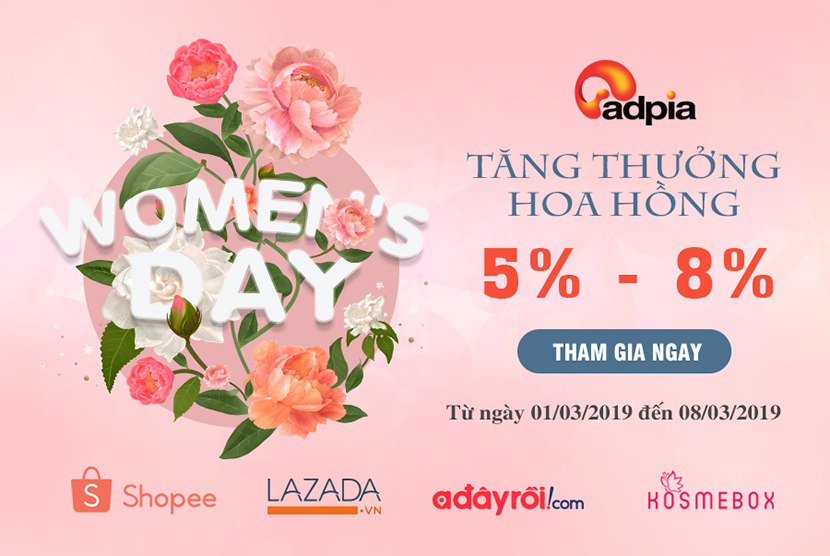 WOMEN'S
DAY
adpia
TĂNG THƯỞNG
HOA HỒNG
5% - 8%
THAM GIA NGAY
Từ ngày 01/03/2019 đến 08/03/2019
S Shopee
LAZADA
.VN
ađâyrồi!com
KOSMEBOX